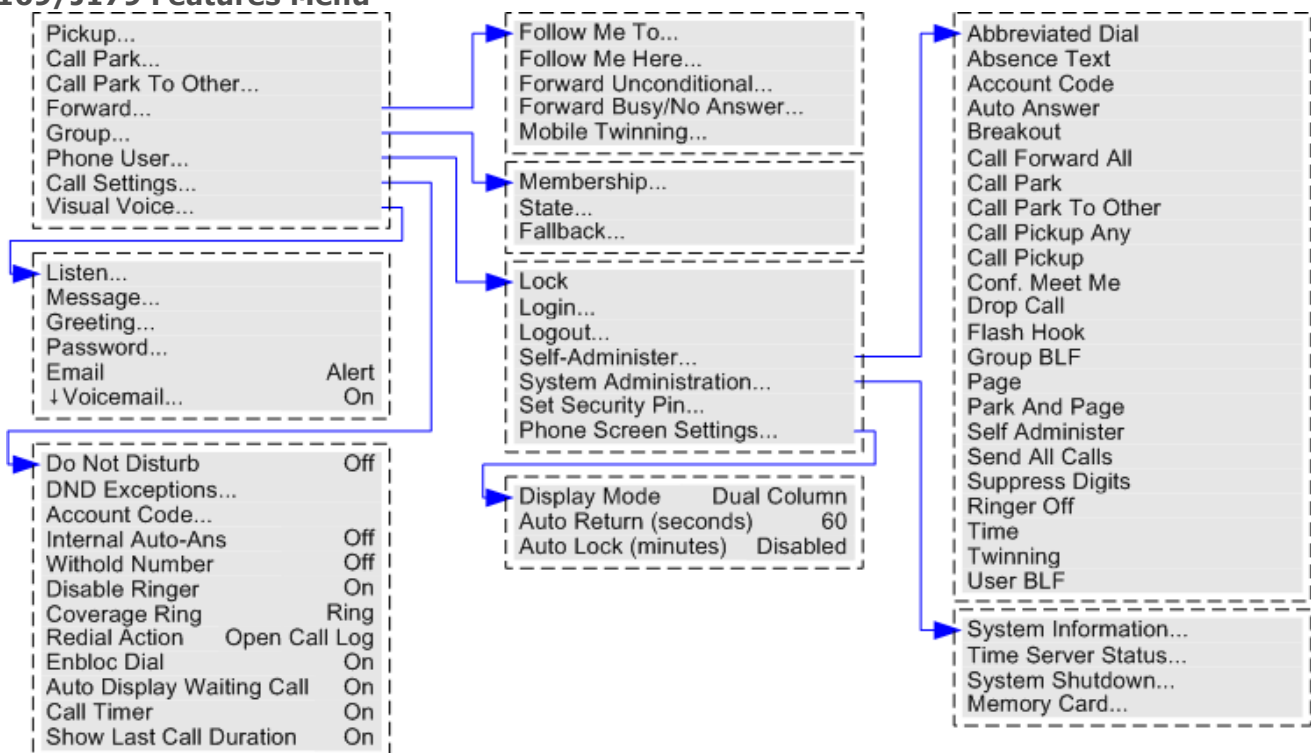 J169/J179 Features Menu
Pickup...
Call Park...
Call Park To Other...
Forward...
Group...
Phone User...
Call Settings...
Visual Voice...
Listen...
Message...
Greeting...
Password...
Email Alert
↓Voicemail... On
Do Not Disturb Off
DND Exceptions...
Account Code...
Internal Auto-Ans Off
Withold Number Off
Disable Ringer On
Coverage Ring Ring
Redial Action Open Call Log
Enbloc Dial On
Auto Display Waiting Call On
Call Timer On
Show Last Call Duration On
Follow Me To...
Follow Me Here...
Forward Unconditional...
Forward Busy/No Answer...
Mobile Twinning...
Membership...
State...
Fallback...
Lock
Login...
Logout...
Self-Administer...
System Administration...
Set Security Pin...
Phone Screen Settings...
Display Mode Dual Column
Auto Return (seconds) 60
Auto Lock (minutes) Disabled
Abbreviated Dial
Absence Text
Account Code
Auto Answer
Breakout
Call Forward All
Call Park
Call Park To Other
Call Pickup Any
Call Pickup
Conf. Meet Me
Drop Call
Flash Hook
Group BLF
Page
Park And Page
Self Administer
Send All Calls
Suppress Digits
Ringer Off
Time
Twinning
User BLF
System Information...
Time Server Status...
System Shutdown...
Memory Card...